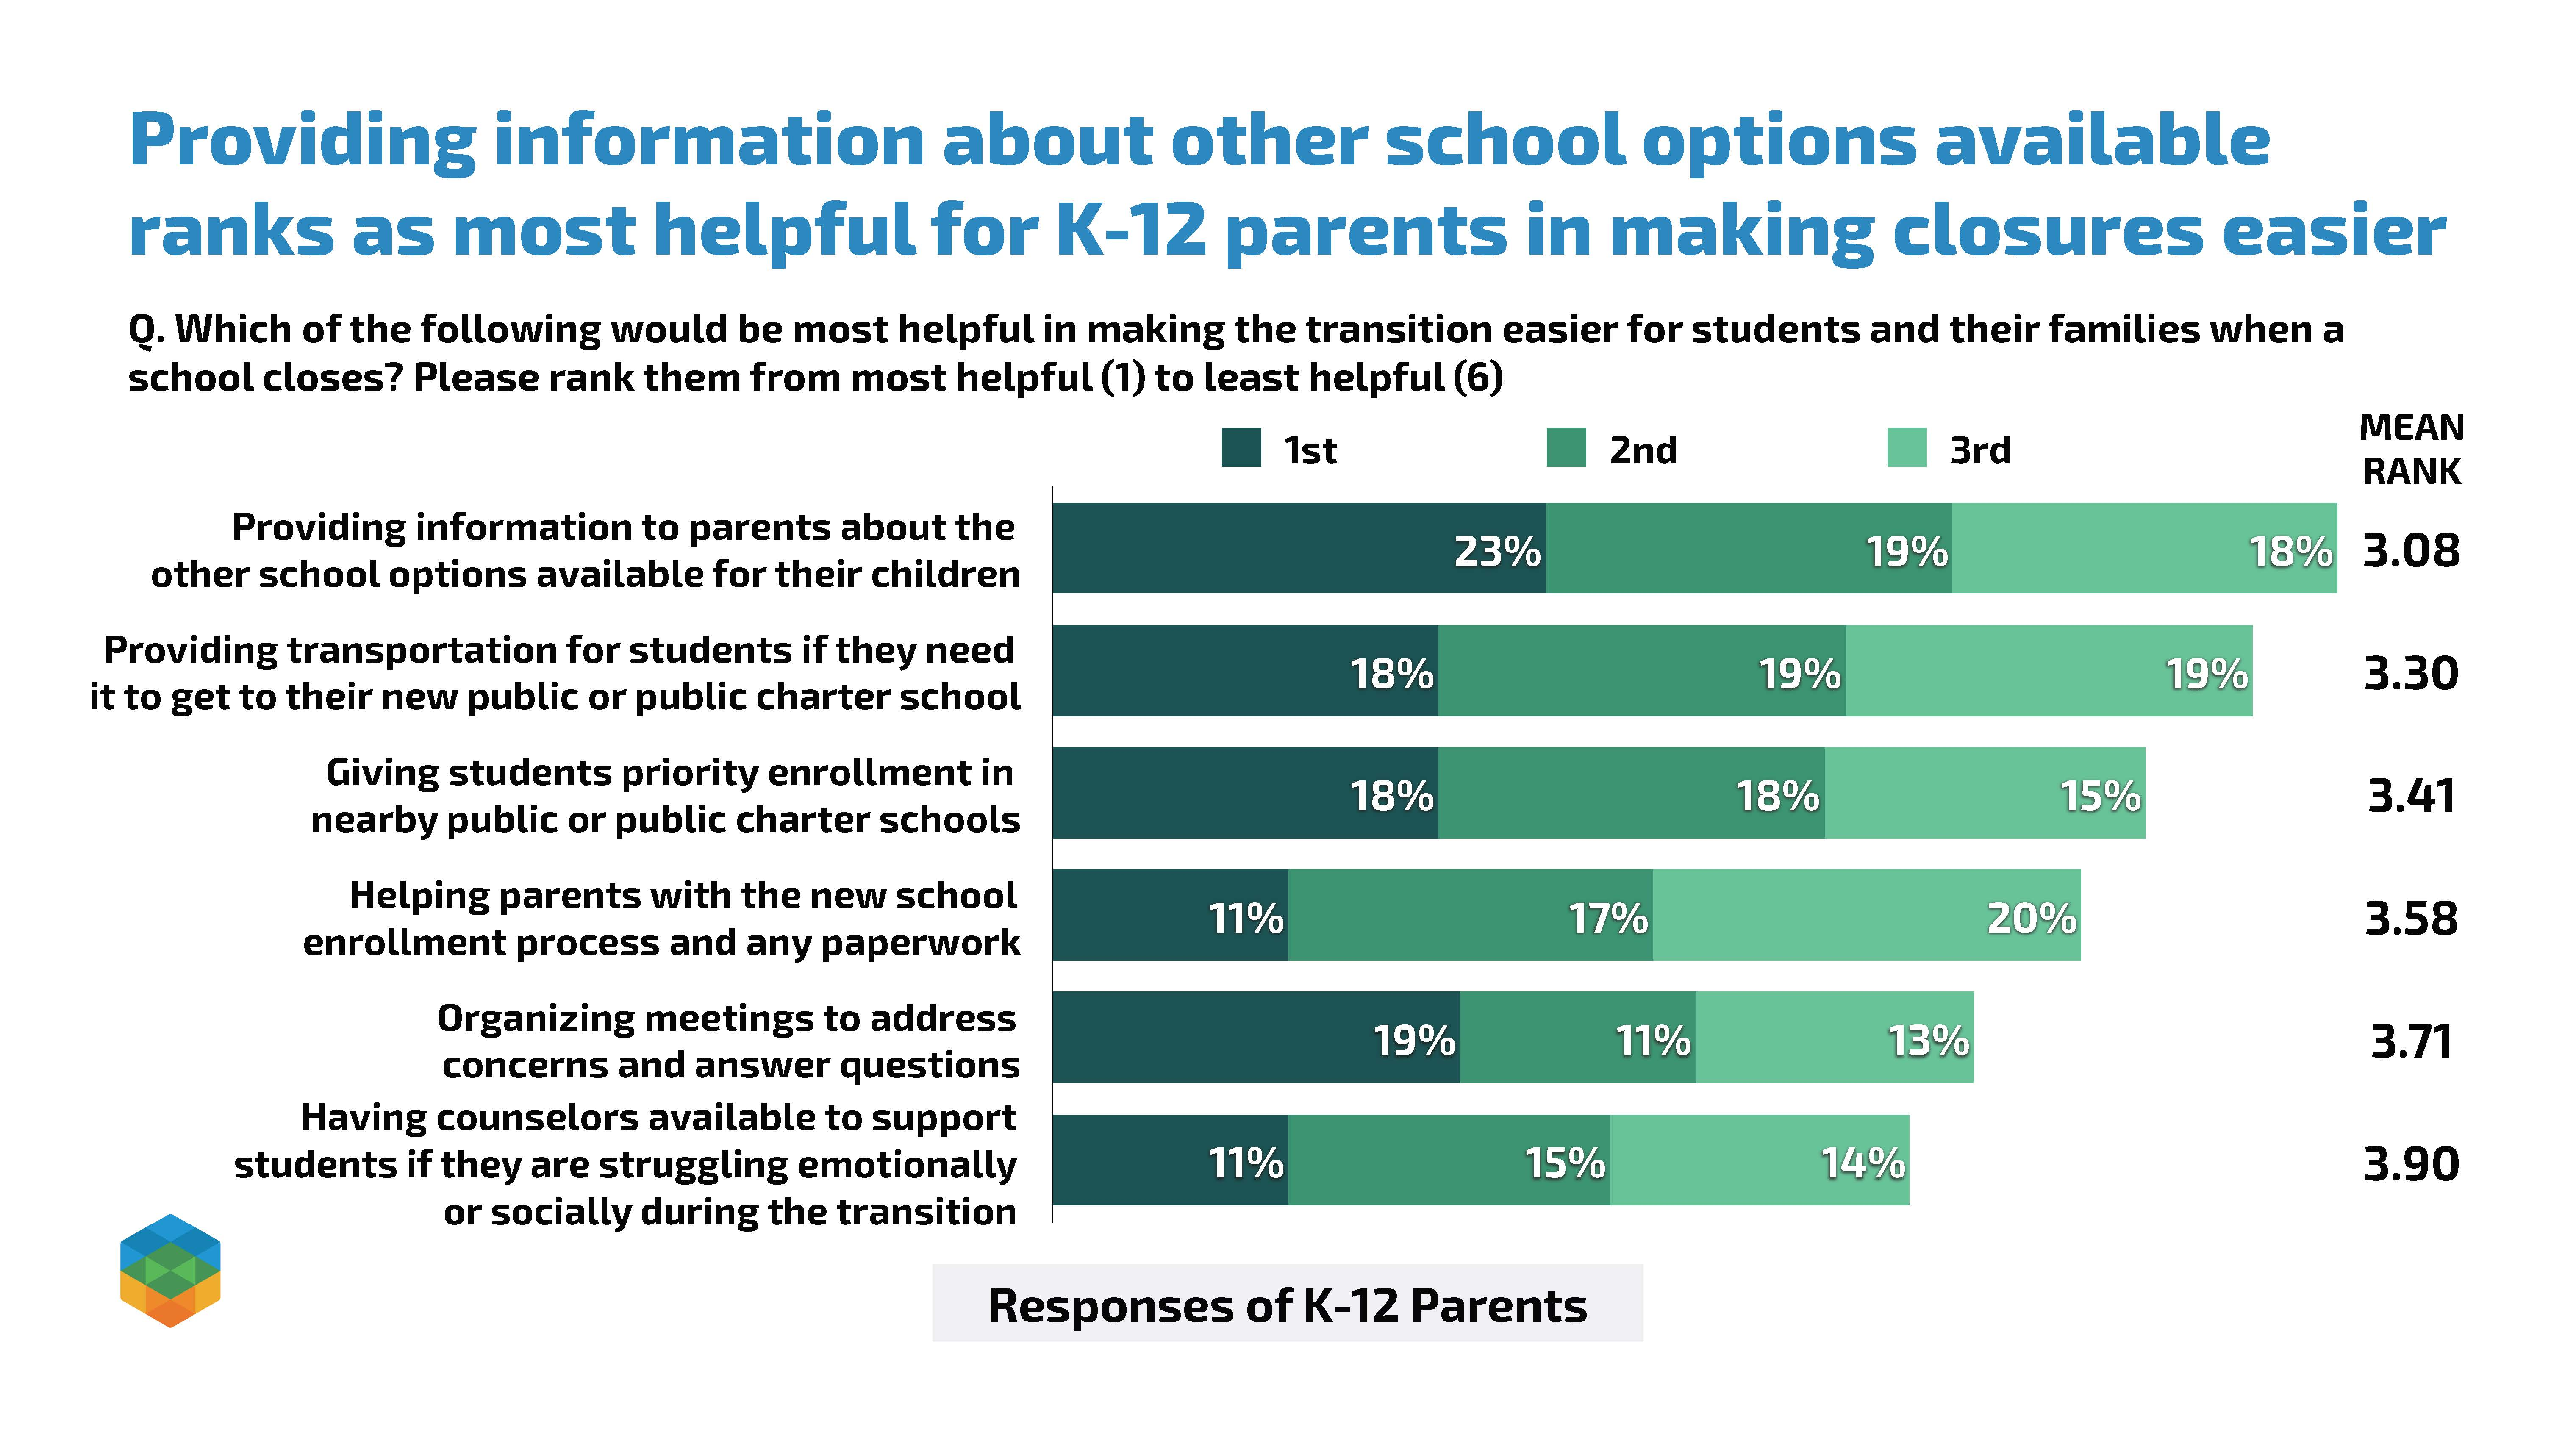 Providing information about other school options available
ranks as most helpful for K-12 parents in making closures easier
Q. Which of the following would be most helpful in making the transition easier for students and their families when a
school closes? Please rank them from most helpful (1) to least helpful (6)
1st 2nd 3rd
MEAN
RANK
Providing information to parents about the
other school options available for their children
23% 19% 18% 3.08
Providing transportation for students if they need
it to get to their new public or public charter school
18% 19% 19% 3.30
Giving students priority enrollment in
nearby public or public charter schools
18% 18% 15% 3.41
Helping parents with the new school
enrollment process and any paperwork
11% 17% 20% 3.58
Organizing meetings to address
concerns and answer questions
19% 11% 13% 3.71
Having counselors available to support
students if they are struggling emotionally
or socially during the transition
11% 15% 14% 3.90
Responses of K-12 Parents